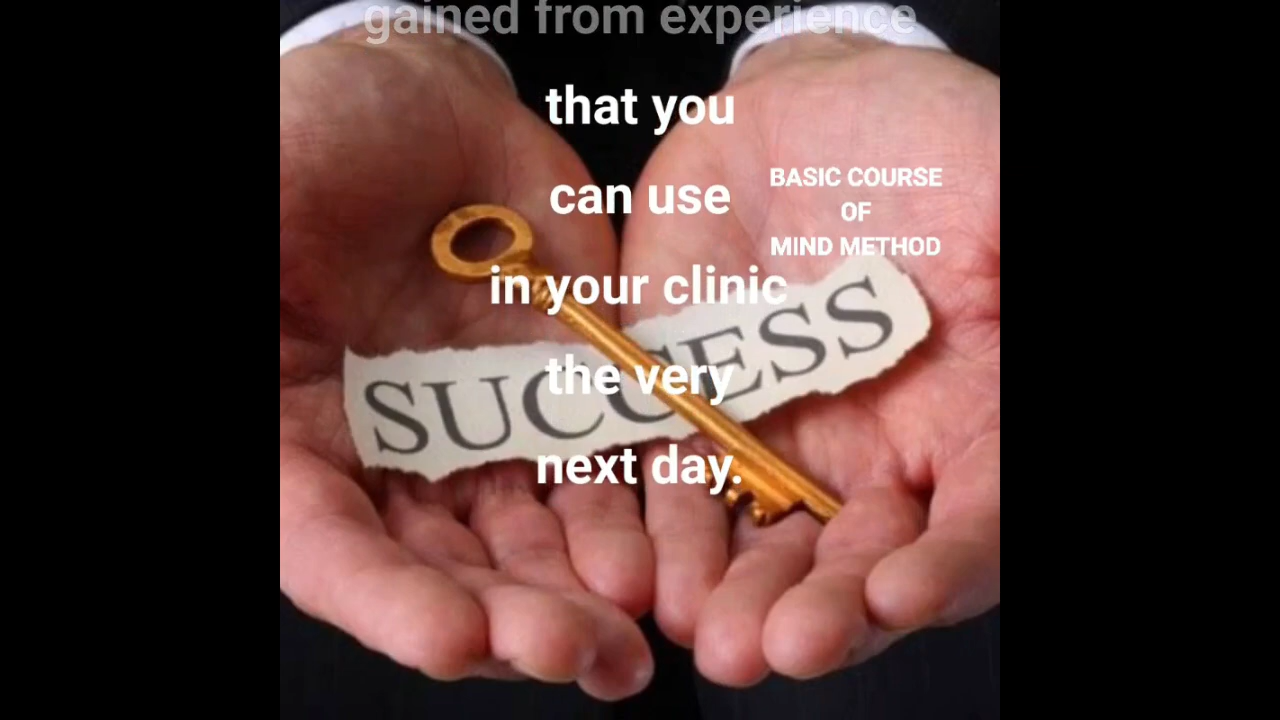 gained from experience
that you
can use
in your clinic
the very
next day.
BASIC COURSE
OF
MIND METHOD
SUCCESS